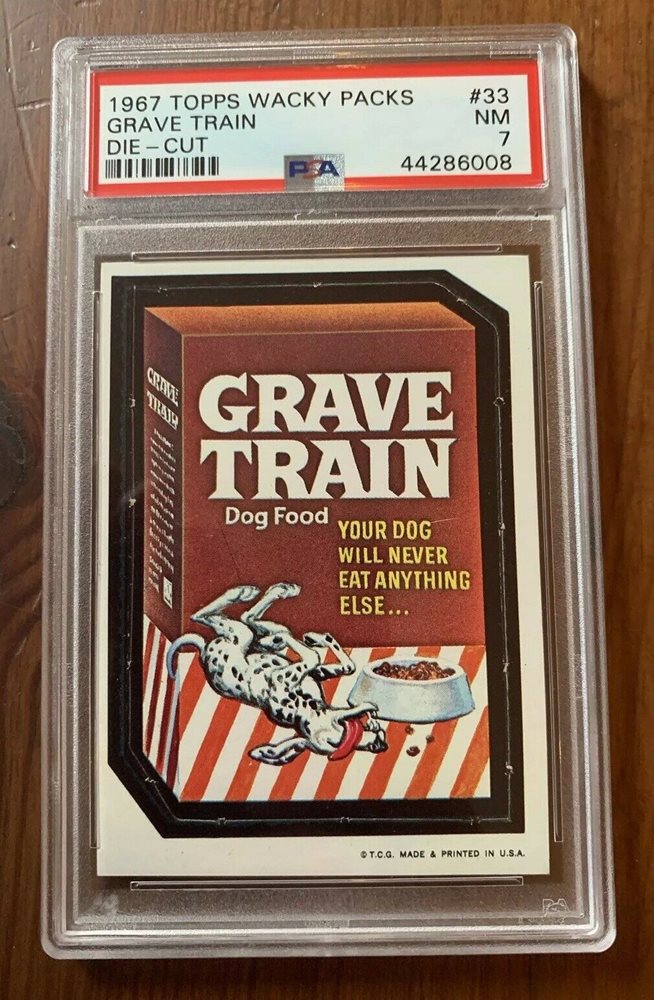 1967 TOPPS WACKY PACKS #33
GRAVE TRAIN NM
DIE-CUT 7
PSA 44286008
GRAVE
TRAIN
GRAVE
TRAIN
Dog Food
YOUR DOG
WILL NEVER
EAT ANYTHING
ELSE...
© T.C.G. MADE & PRINTED IN U.S.A.